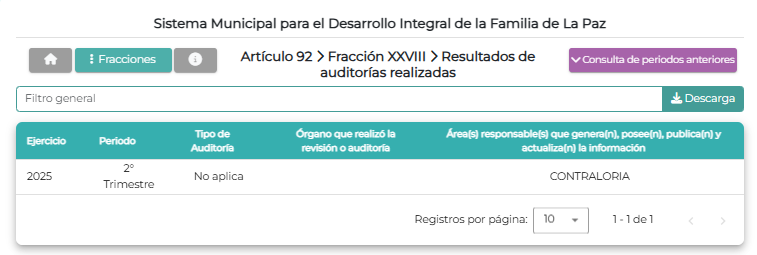 Sistema Municipal para el Desarrollo Integral de la Familia de La Paz
Fracciones
Artículo 92 > Fracción XXVIII > Resultados de
auditorías realizadas
Consulta de periodos anteriores
Filtro general
Descarga
Ejercicio
Periodo
Tipo de
Auditoría
Órgano que realizó la
revisión o auditoría
Área(s) responsable(s) que genera(n), posee(n), publica(n) y
actualiza(n) la información
2025
2°
Trimestre
No aplica
CONTRALORIA
Registros por página: 10 1 - 1 de 1